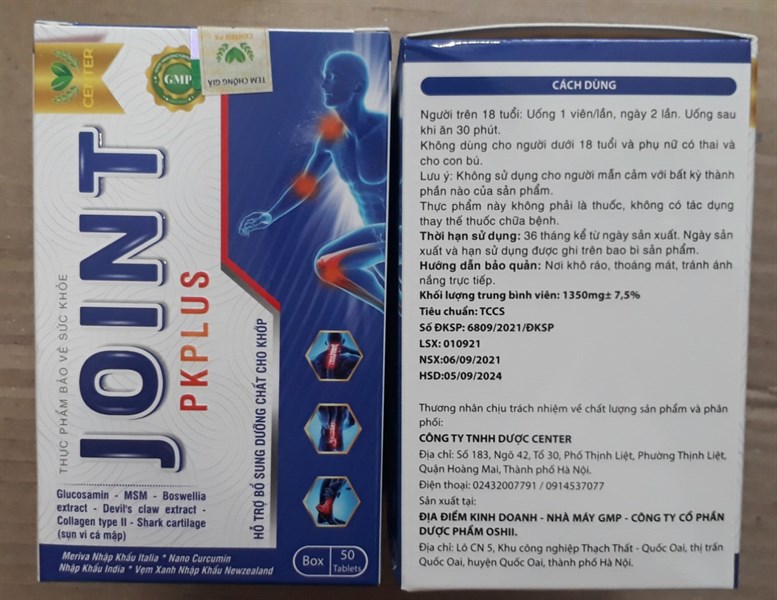 CENTER
GMP
CENTER PK
TEM CHỐNG GIẢ
THỰC PHẨM BẢO VỆ SỨC KHỎE
JOINT
PKPLUS
HỖ TRỢ BỔ SUNG DƯỠNG CHẤT CHO KHỚP
Glucosamin - MSM - Boswellia
extract - Devil's claw extract -
Collagen type II - Shark cartilage
(sụn vi cá mập)
Meriva Nhập Khẩu Italia * Nano Curcumin
Nhập Khẩu India * Vẹm Xanh Nhập Khẩu Newzealand
Box
50
Tablets
CÁCH DÙNG
Người trên 18 tuổi: Uống 1 viên/lần, ngày 2 lần. Uống sau
khi ăn 30 phút.
Không dùng cho người dưới 18 tuổi và phụ nữ có thai và
cho con bú.
Lưu ý: Không sử dụng cho người mẫn cảm với bất kỳ thành
phần nào của sản phẩm.
Thực phẩm này không phải là thuốc, không có tác dụng
thay thế thuốc chữa bệnh.
Thời hạn sử dụng: 36 tháng kể từ ngày sản xuất. Ngày sản
xuất và hạn sử dụng được ghi trên bao bì sản phẩm.
Hướng dẫn bảo quản: Nơi khô ráo, thoáng mát, tránh ánh
nắng trực tiếp.
Khối lượng trung bình viên: 1350mg± 7,5%
Tiêu chuẩn: TCCS
Số ĐKSP: 6809/2021/ĐKSP
LSX: 010921
NSX:06/09/2021
HSD:05/09/2024
Thương nhân chịu trách nhiệm về chất lượng sản phẩm và phân
phối:
CÔNG TY TNHH DƯỢC CENTER
Địa chỉ: Số 183, Ngõ 42, Tổ 30, Phố Thịnh Liệt, Phường Thịnh Liệt,
Quận Hoàng Mai, Thành phố Hà Nội.
Điện thoại: 02432007791 / 0914537077
Sản xuất tại:
ĐỊA ĐIỂM KINH DOANH - NHÀ MÁY GMP - CÔNG TY CỔ PHẦN
DƯỢC PHẨM OSHII.
Địa chỉ: Lô CN 5, Khu công nghiệp Thạch Thất - Quốc Oai, thị trấn
Quốc Oai, huyện Quốc Oai, thành phố Hà Nội.